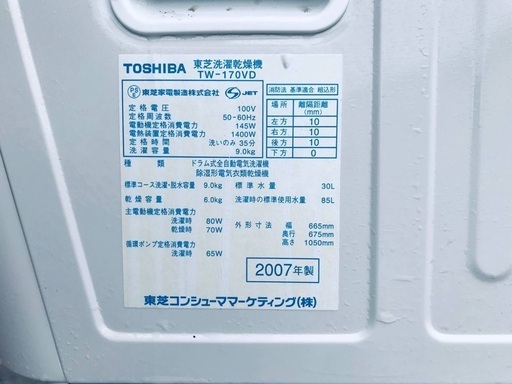 TOSHIBA 東芝洗濯乾燥機
TW-170VD
PS E 東芝家電製造株式会社 S JET
定格電圧 100V
定格周波数 50-60Hz
電動機定格消費電力 145W
電熱装置定格消費電力 1400W
定格時間 洗いのみ 35分
洗濯容量 9.0kg
消防法 基準適合 組込形
場所 離隔距離(mm)
左方 10
右方 10
後方 10
下方 0
種類 ドラム式全自動電気洗濯機
除湿形電気衣類乾燥機
標準コース洗濯・脱水容量 9.0kg 標準水量 30L
乾燥容量 6.0kg 洗濯時の標準使用水量 85L
主電動機定格消費電力
洗濯時 80W
乾燥時 70W
外形寸法 幅 665mm
奥行 675mm
高さ 1050mm
循環ポンプ定格消費電力
洗濯時 65W
2007年製
東芝コンシューママーケティング(株)